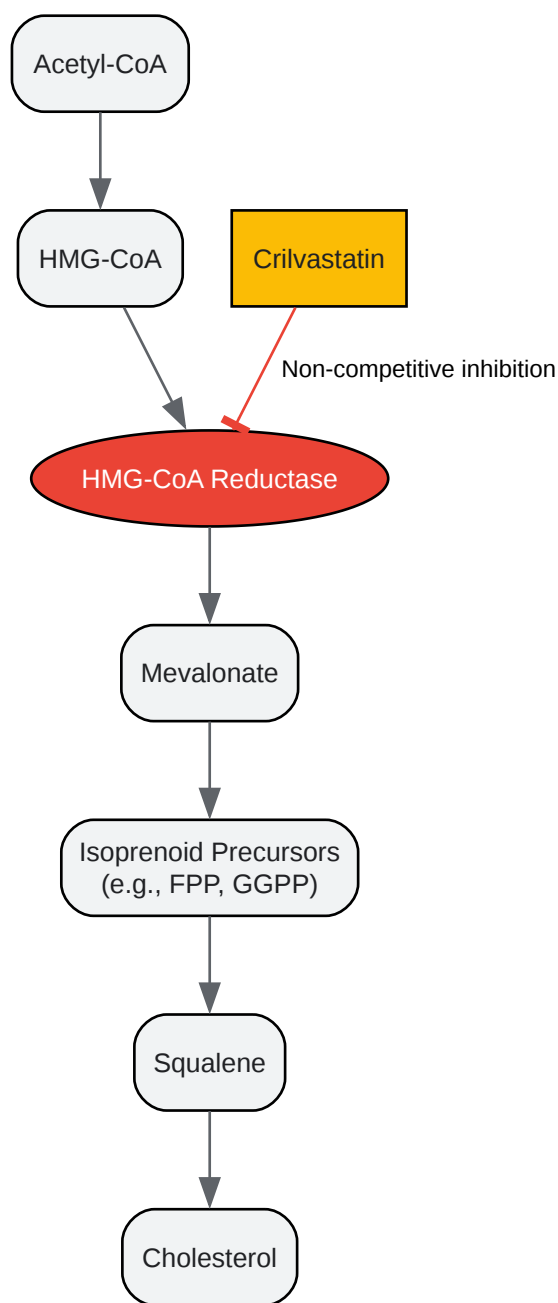 Acetyl-CoA
HMG-CoA
Crilvastatin
Non-competitive inhibition
HMG-CoA Reductase
Mevalonate
Isoprenoid Precursors
(e.g., FPP, GGPP)
Squalene
Cholesterol